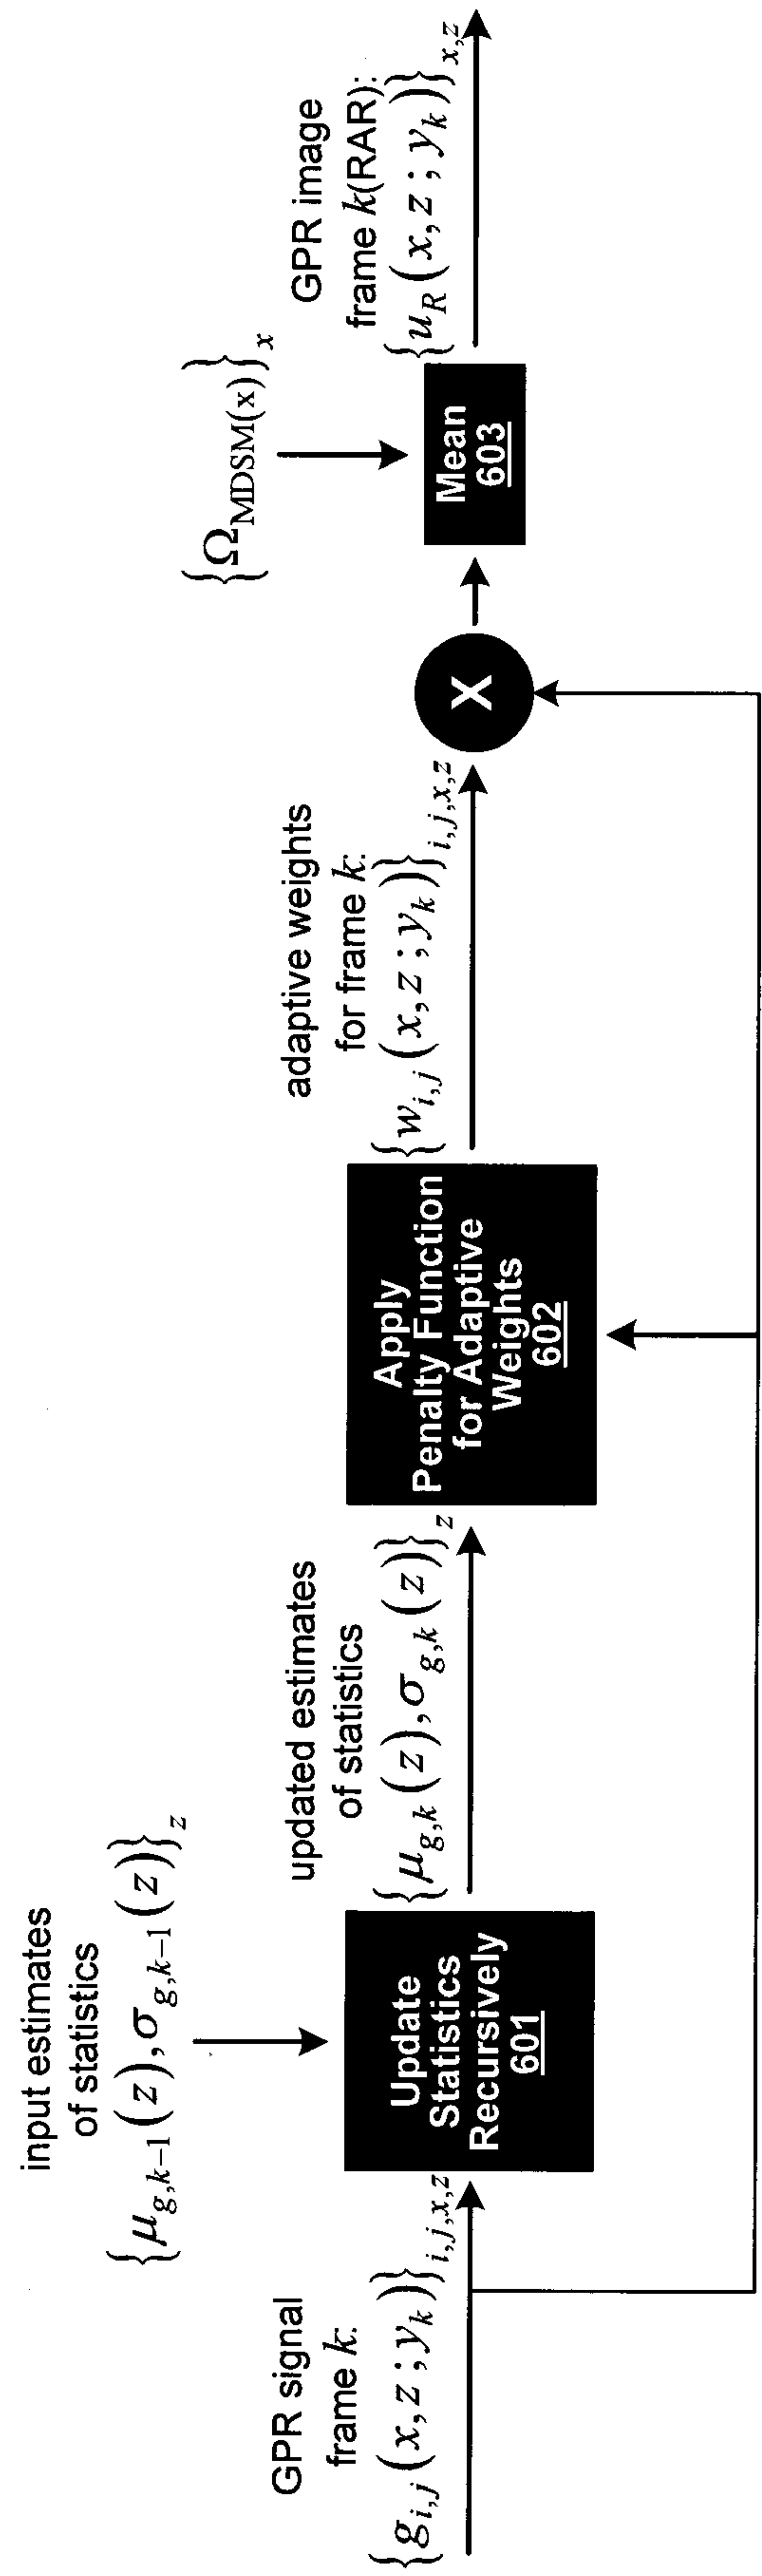 GPR signal
frame k:
{g_{i,j}(x,z;y_k)}_{i,j,x,z}
input estimates
of statistics
{μ_{g,k−1}(z),σ_{g,k−1}(z)}_z
Update
Statistics
Recursively
601
updated estimates
of statistics
{μ_{g,k}(z),σ_{g,k}(z)}_z
Apply
Penalty Function
for Adaptive
Weights
602
adaptive weights
for frame k:
{w_{i,j}(x,z;y_k)}_{i,j,x,z}
X
{Ω_{MDSM(x)}}_x
Mean
603
GPR image
frame k(RAR):
{u_R(x,z;y_k)}_{x,z}